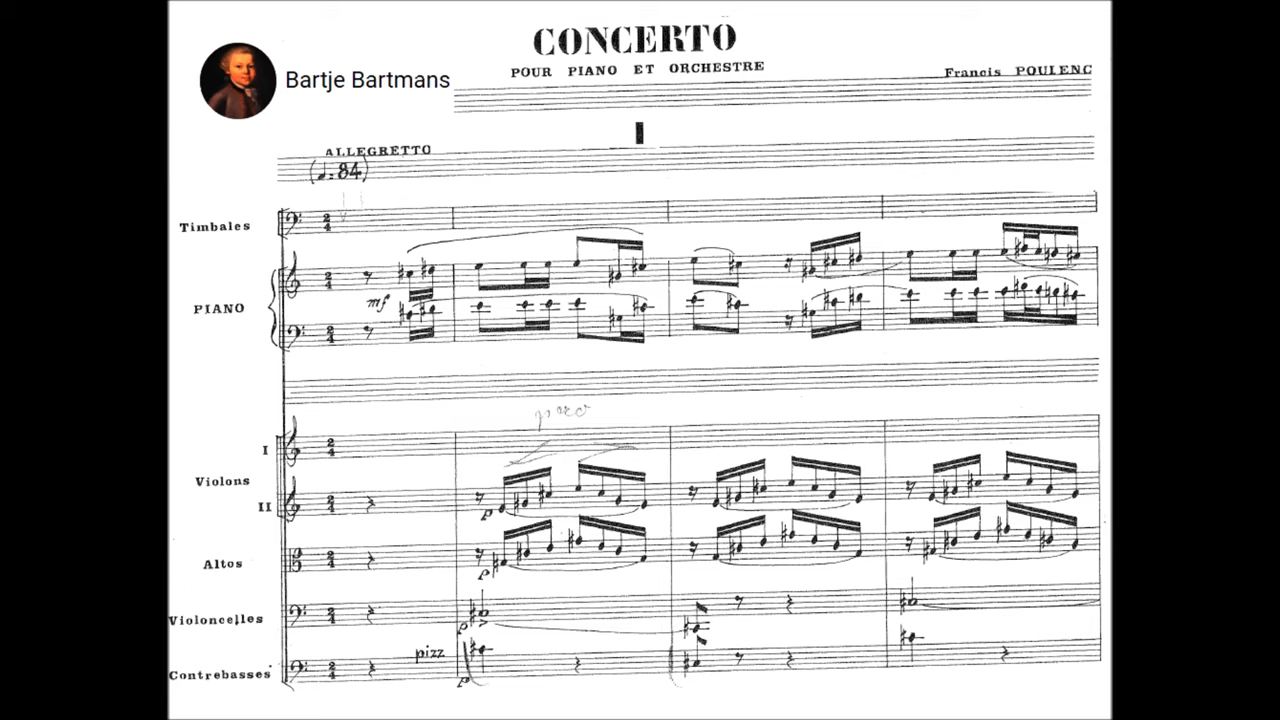 CONCERTO
POUR PIANO ET ORCHESTRE
Bartje Bartmans
Francis POULENC
I
ALLEGRETTO
(♩=84)
Timbales
PIANO
mf
I
Violons
II
p
Altos
p
Violoncelles
p
pizz
Contrebasses
p